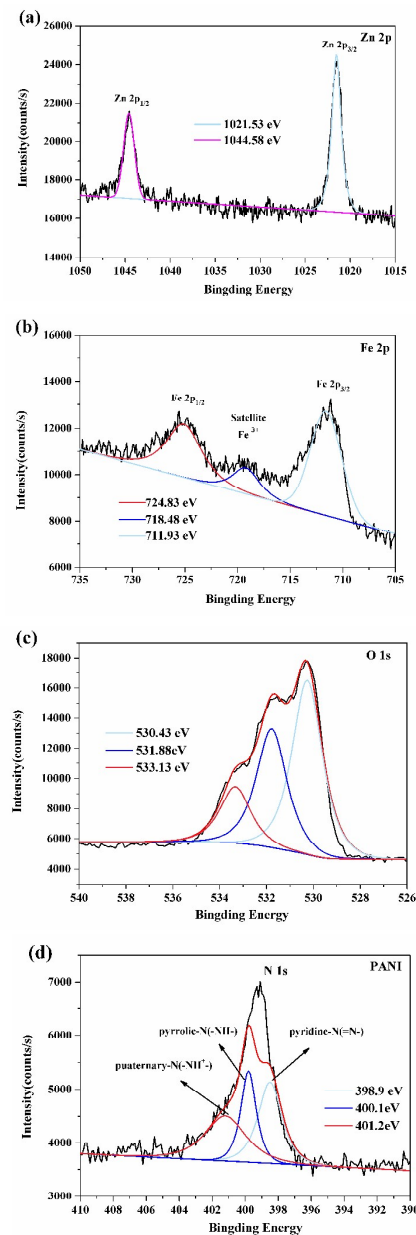 (a)
Zn 2p
Zn 2p3/2
Zn 2p1/2
1021.53 eV
1044.58 eV
Intensity(counts/s)
26000
24000
22000
20000
18000
16000
14000
1050 1045 1040 1035 1030 1025 1020 1015
Bingding Energy
(b)
Fe 2p
Fe 2p1/2
Satellite
Fe 3+
Fe 2p3/2
724.83 eV
718.48 eV
711.93 eV
Intensity(counts/s)
16000
14000
12000
10000
8000
6000
735 730 725 720 715 710 705
Bingding Energy
(c)
O 1s
530.43 eV
531.88eV
533.13 eV
Intensity(counts/s)
18000
16000
14000
12000
10000
8000
6000
4000
540 538 536 534 532 530 528 526
Bingding Energy
(d)
N 1s
PANI
pyrrolic-N(-NH-)
pyridine-N(=N-)
puaternary-N(-NH+-)
398.9 eV
400.1eV
401.2eV
Intensity(counts/s)
7000
6000
5000
4000
3000
410 408 406 404 402 400 398 396 394 392 390
Bingding Energy